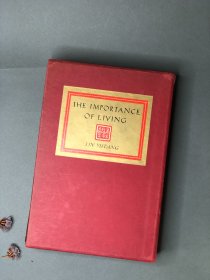 THE IMPORTANCE
OF LIVING
LIN YUTANG